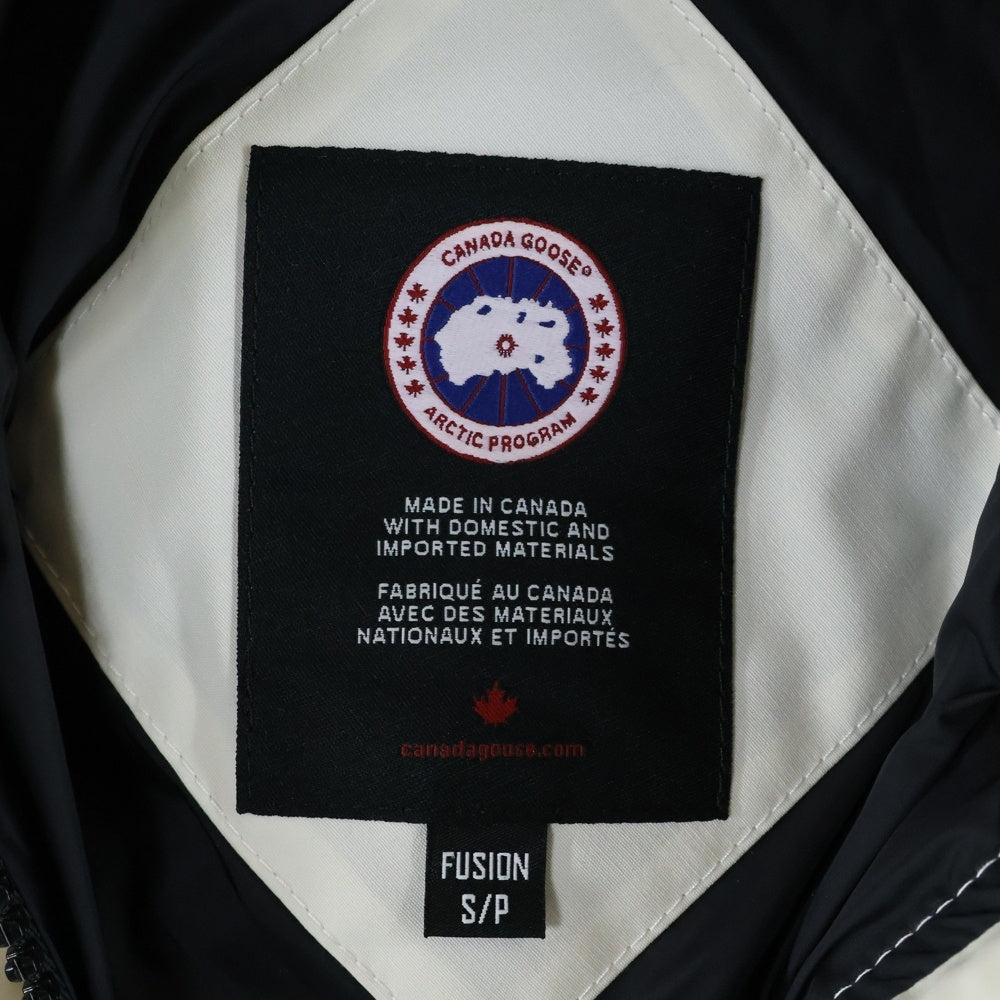 CANADA GOOSE®
ARCTIC PROGRAM
MADE IN CANADA
WITH DOMESTIC AND
IMPORTED MATERIALS
FABRIQUÉ AU CANADA
AVEC DES MATERIAUX
NATIONAUX ET IMPORTÉS
canadagouse.com
FUSION
S/P